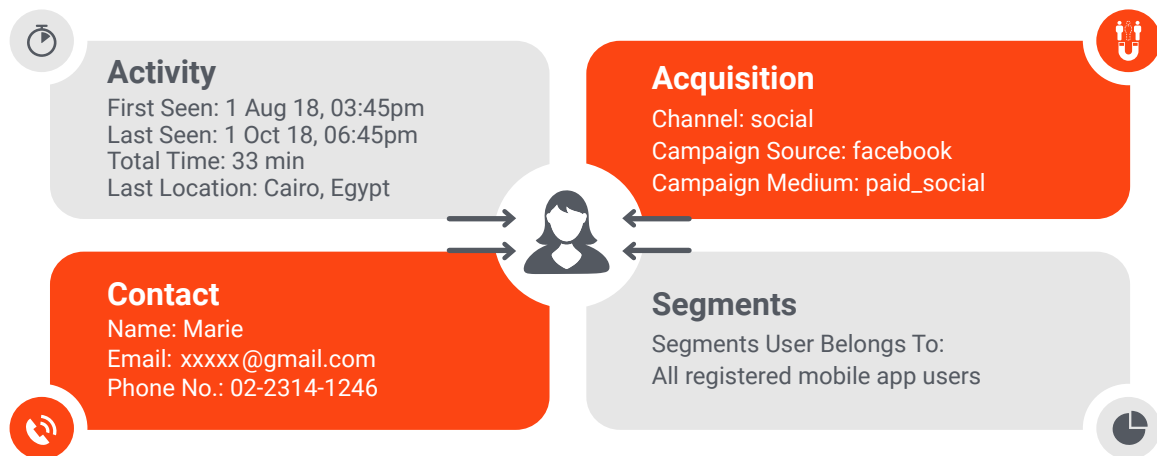 Activity
First Seen: 1 Aug 18, 03:45pm
Last Seen: 1 Oct 18, 06:45pm
Total Time: 33 min
Last Location: Cairo, Egypt
Acquisition
Channel: social
Campaign Source: facebook
Campaign Medium: paid_social
Contact
Name: Marie
Email: xxxxx@gmail.com
Phone No.: 02-2314-1246
Segments
Segments User Belongs To:
All registered mobile app users